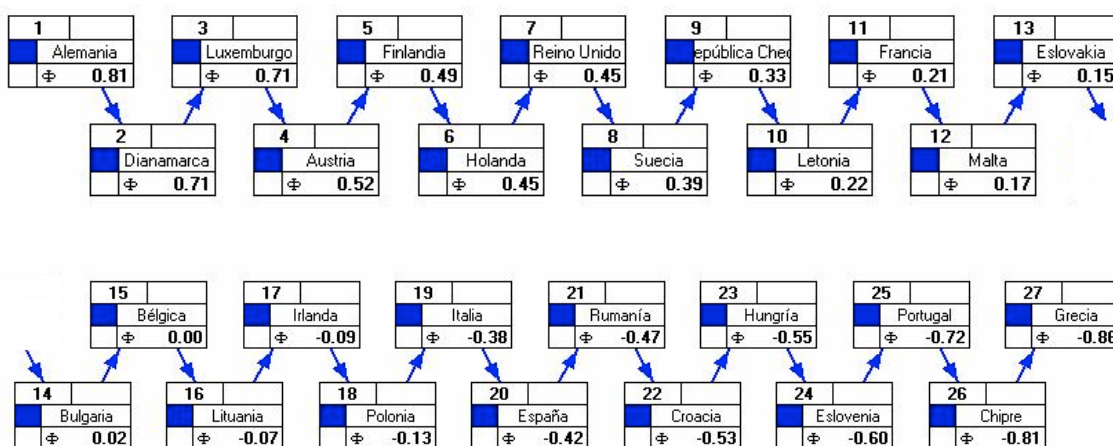 1
Alemania
Φ 0.81
2
Dianamarca
Φ 0.71
3
Luxemburgo
Φ 0.71
4
Austria
Φ 0.52
5
Finlandia
Φ 0.49
6
Holanda
Φ 0.45
7
Reino Unido
Φ 0.45
8
Suecia
Φ 0.39
9
epública Chec
Φ 0.33
10
Letonia
Φ 0.22
11
Francia
Φ 0.21
12
Malta
Φ 0.17
13
Eslovakia
Φ 0.15
14
Bulgaria
Φ 0.02
15
Bélgica
Φ 0.00
16
Lituania
Φ -0.07
17
Irlanda
Φ -0.09
18
Polonia
Φ -0.13
19
Italia
Φ -0.38
20
España
Φ -0.42
21
Rumanía
Φ -0.47
22
Croacia
Φ -0.53
23
Hungría
Φ -0.55
24
Eslovenia
Φ -0.60
25
Portugal
Φ -0.72
26
Chipre
Φ -0.81
27
Grecia
Φ -0.86